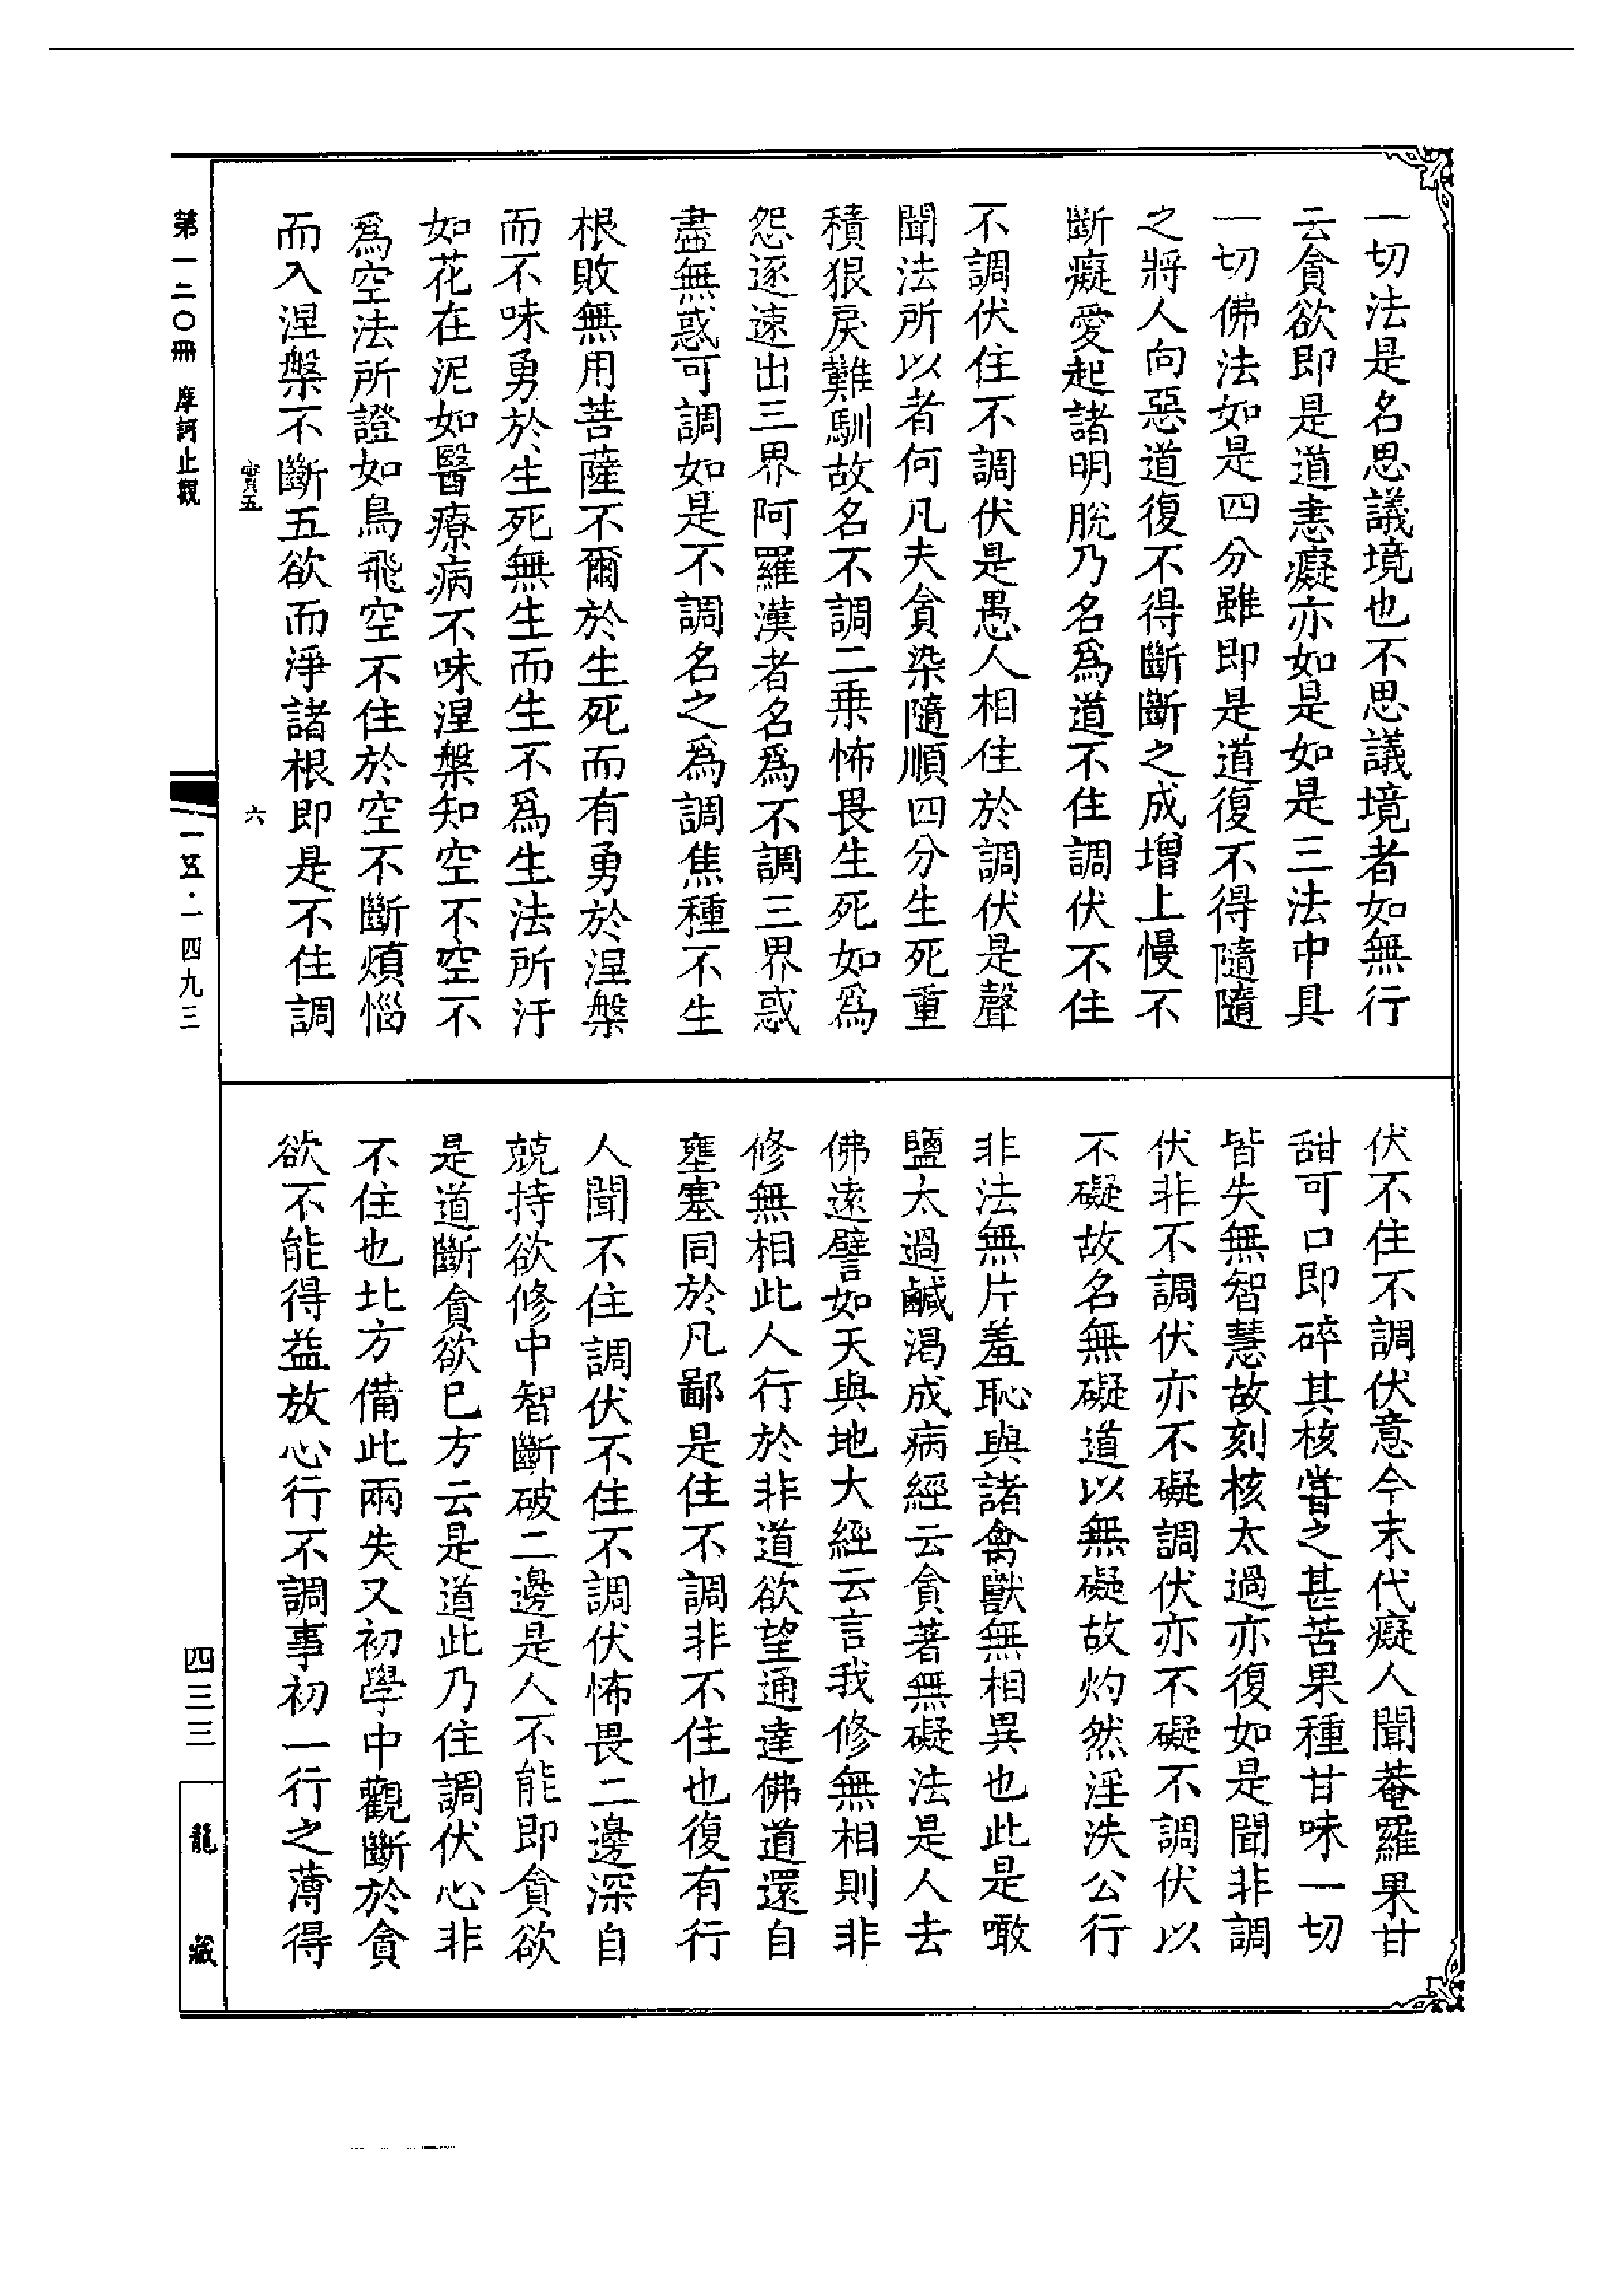 一切法是名思議境也不思議境者如無行
云貪欲即是道恚癡亦如是如是三法中具
一切佛法如是四分雖即是道復不得隨隨
之將人向惡道復不得斷斷之成增上慢不
斷癡愛起諸明脫乃名爲道不住調伏不住
不調伏住不調伏是愚人相住於調伏是聲
聞法所以者何凡夫貪染隨順四分生死重
積狠戾難馴故名不調二乗怖畏生死如爲
怨逐速出三界阿羅漢者名爲不調三界惑
盡無惑可調如是不調名之爲調焦種不生
根敗無用菩薩不爾於生死而有勇於涅槃
而不味勇於生死無生而生不爲生法所汙
如花在泥如醫療病不味涅槃知空不空不
爲空法所證如鳥飛空不住於空不斷煩惱
而入涅槃不斷五欲而淨諸根即是不住調
伏不住不調伏意今末代癡人聞菴羅果甘
甜可口即碎其核嘗之甚苦果種甘味一切
皆失無智慧故刻核太過亦復如是聞非調
伏非不調伏亦不礙調伏亦不礙不調伏以
不礙故名無礙道以無礙故灼然淫泆公行
非法無片羞恥與諸禽獸無相異也此是噉
鹽太過鹹渴成病經云貪著無礙法是人去
佛遠譬如天與地大經云言我修無相則非
修無相此人行於非道欲望通達佛道還自
壅塞同於凡鄙是住不調非不住也復有行
人聞不住調伏不住不調伏怖畏二邊深自
兢持欲修中智斷破二邊是人不能即貪欲
是道斷貪欲已方云是道此乃住調伏心非
不住也北方備此兩失又初學中觀斷於貪
欲不能得益放心行不調事初一行之薄得
五
六
第一二〇冊 摩訶止觀
一五·一四九三
四三三
龍藏